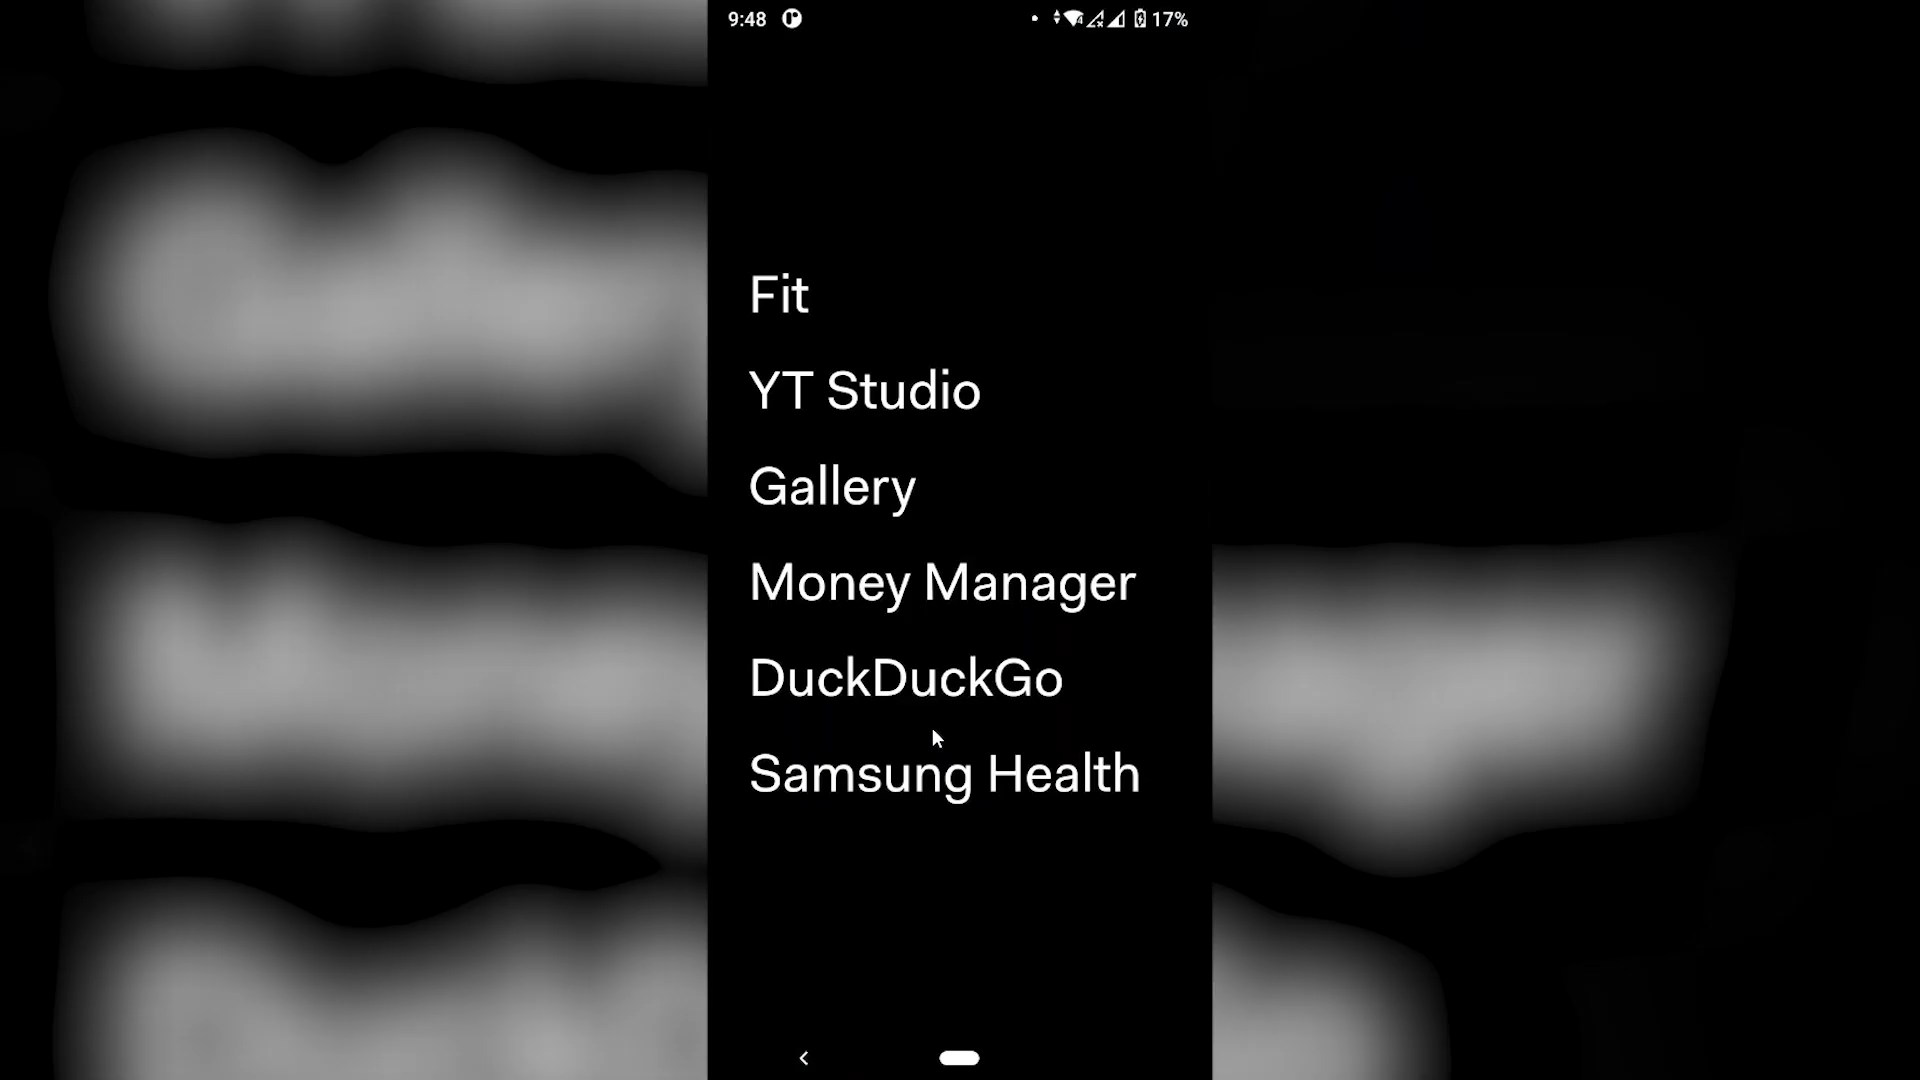 9:48
17%
Fit
YT Studio
Gallery
Money Manager
DuckDuckGo
Samsung Health